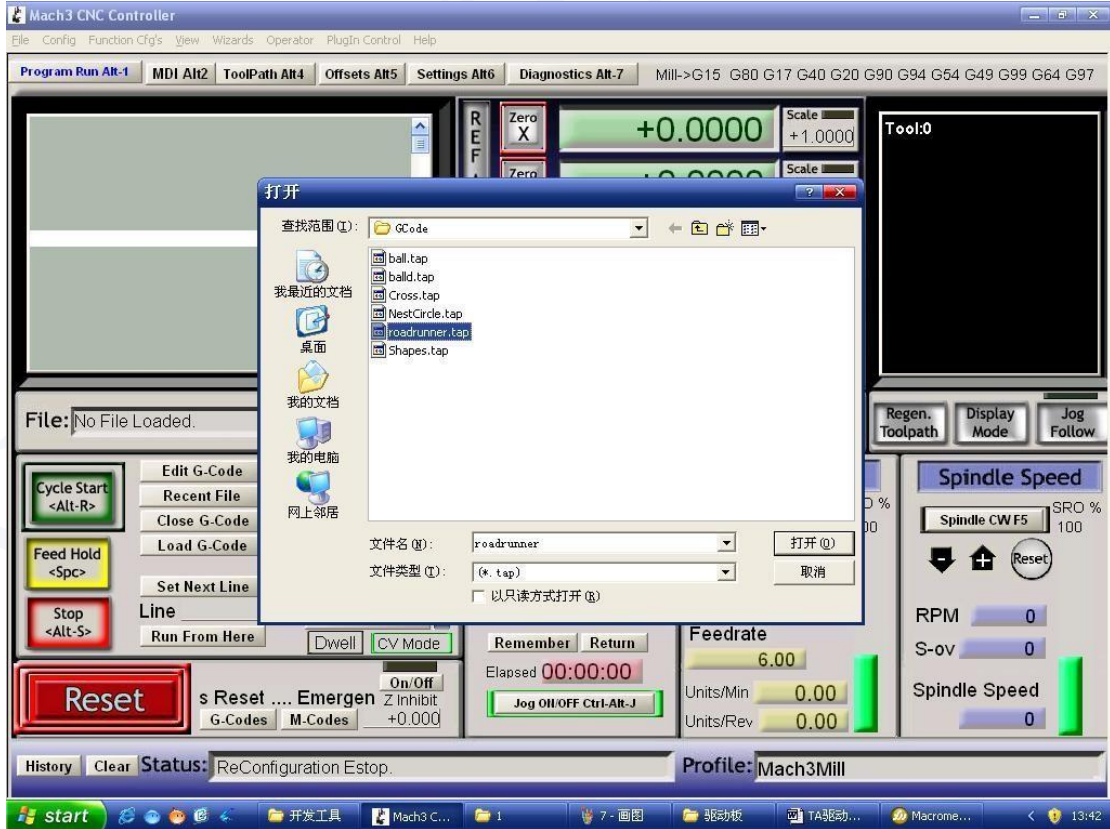 Mach3 CNC Controller
File Config Function Cfg's View Wizards Operator PlugIn Control Help
Program Run Alt-1 MDI Alt2 ToolPath Alt4 Offsets Alt5 Settings Alt6 Diagnostics Alt-7 Mill->G15 G80 G17 G40 G20 G90 G94 G54 G49 G99 G64 G97
REF
Zero X
+0.0000
Scale
+1.0000
Tool:0
Zero
Scale
打开
查找范围(I):
GCode
ball.tap
balld.tap
Cross.tap
NestCircle.tap
roadrunner.tap
Shapes.tap
我最近的文档
桌面
我的文档
我的电脑
网上邻居
文件名(N):
roadrunner
打开(O)
文件类型(T):
(*.tap)
取消
以只读方式打开(R)
File: No File Loaded.
Regen. Toolpath
Display Mode
Jog Follow
Cycle Start
<Alt-R>
Feed Hold
<Spc>
Stop
<Alt-S>
Edit G-Code
Recent File
Close G-Code
Load G-Code
Set Next Line
Line
Run From Here
Dwell
CV Mode
Reset
s Reset .... Emergen
G-Codes
M-Codes
On/Off
Z Inhibit
+0.000
Remember
Return
Elapsed 00:00:00
Jog ON/OFF Ctrl-Alt-J
Feedrate
6.00
Units/Min 0.00
Units/Rev 0.00
Spindle Speed
Spindle CW F5
SRO %
100
Reset
RPM 0
S-ov 0
Spindle Speed
0
History Clear Status: ReConfiguration Estop.
Profile: Mach3Mill
start 开发工具 Mach3 C... 1 7 - 画图 驱动板 TA驱动... Macrome... 13:42